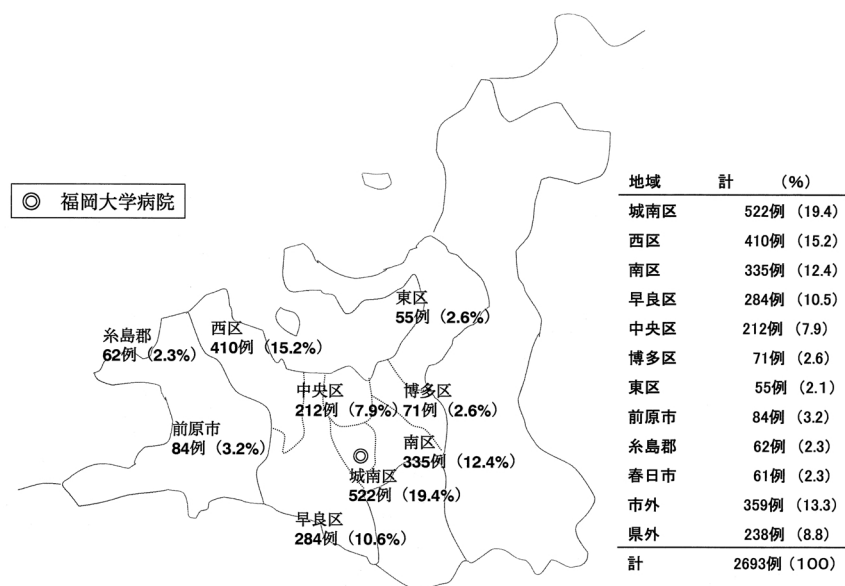 ◎ 福岡大学病院
東区
55例（2.6%）
西区
410例（15.2%）
糸島郡
62例（2.3%）
中央区
212例（7.9%）
博多区
71例（2.6%）
前原市
84例（3.2%）
南区
335例（12.4%）
城南区
522例（19.4%）
早良区
284例（10.6%）
地域 計 （%）
城南区 522例（19.4）
西区 410例（15.2）
南区 335例（12.4）
早良区 284例（10.5）
中央区 212例（7.9）
博多区 71例（2.6）
東区 55例（2.1）
前原市 84例（3.2）
糸島郡 62例（2.3）
春日市 61例（2.3）
市外 359例（13.3）
県外 238例（8.8）
計 2693例（100）